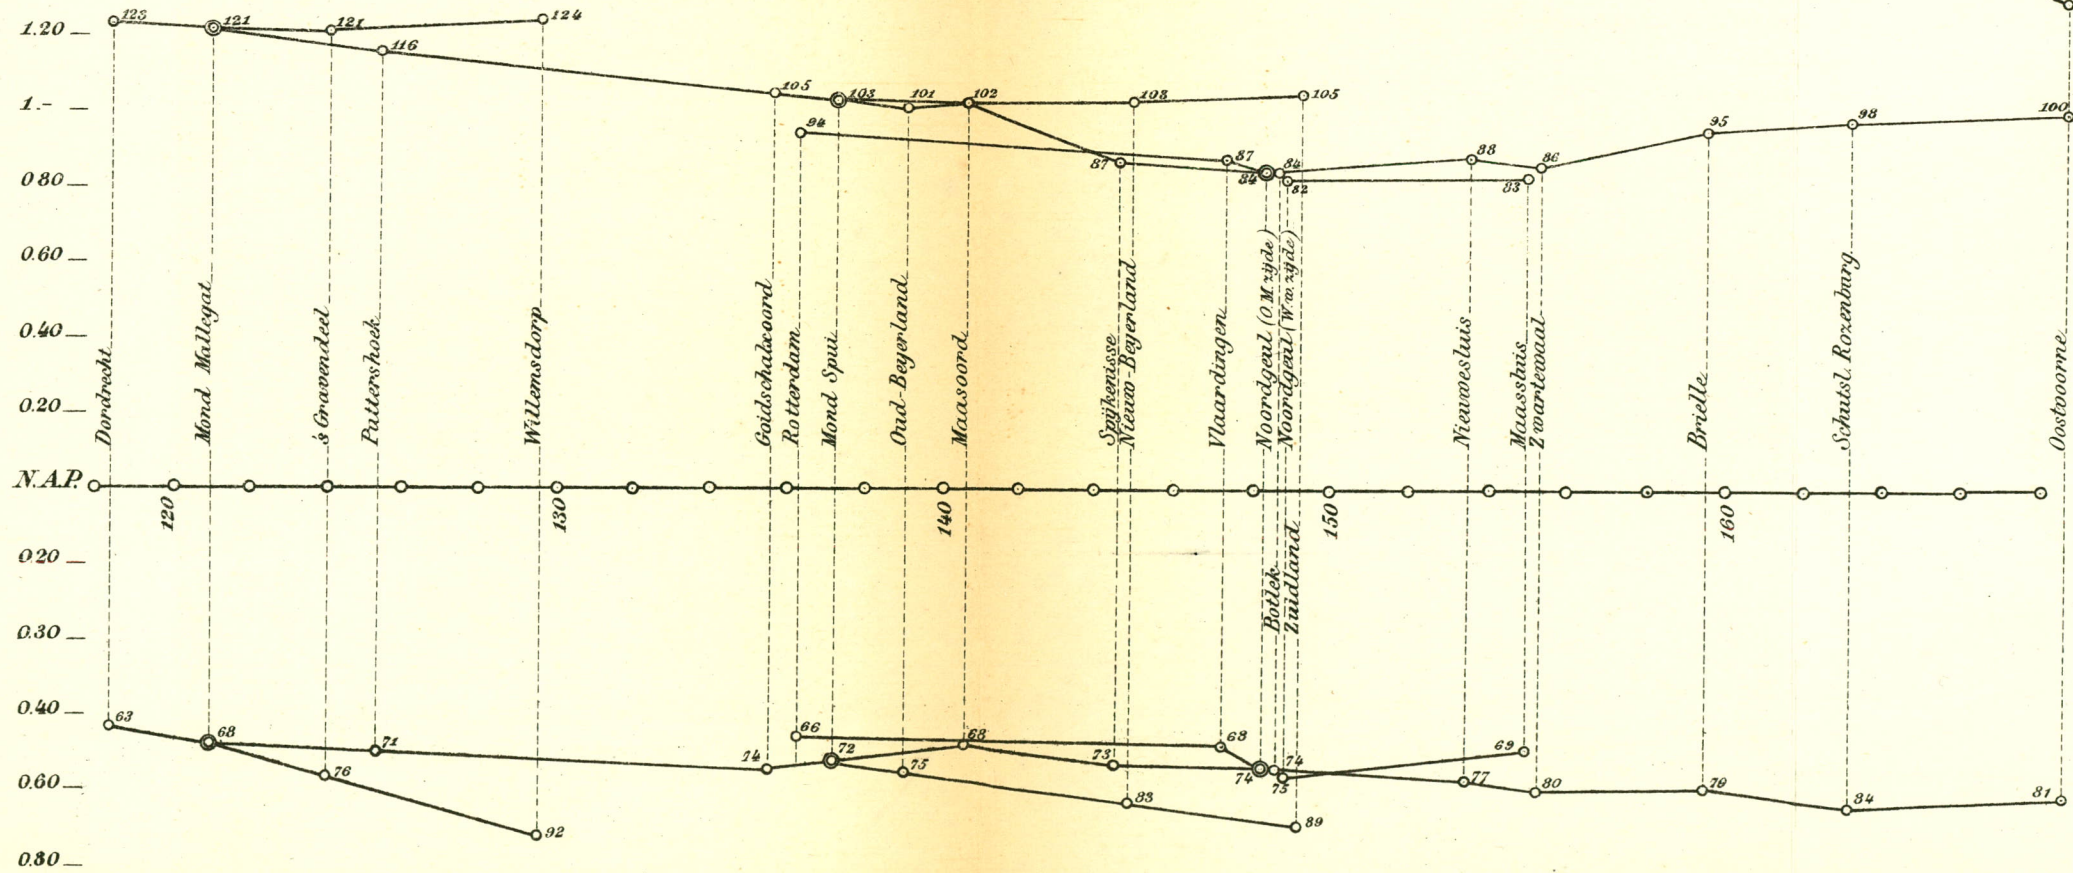 1.20
123
121
121
124
116
1.-
105
103
101
102
103
105
100
94
87
87
84
84
82
88
83
86
95
98
0.80
0.60
0.40
0.20
Dordrecht
Mond Mallegat
's Gravendeel
Puttershoek
Willemsdorp
Goidschalxoord
Rotterdam
Mond Spui
Oud-Beyerland
Maasoord
Spijkenisse
Nieuw-Beyerland
Vlaardingen
Noordgeul (O.M. zijde)
Noordgeul (W.w. zijde)
Nieuwesluis
Maassluis
Zwartewaal
Brielle
Schutsl. Rozenburg
Oostvoorne
N.A.P.
120
130
140
150
160
Botlek
Zuidland
0.20
0.30
0.40
0.60
0.80
63
68
71
76
92
74
66
72
75
68
73
83
68
74
74
75
89
77
69
80
79
84
81